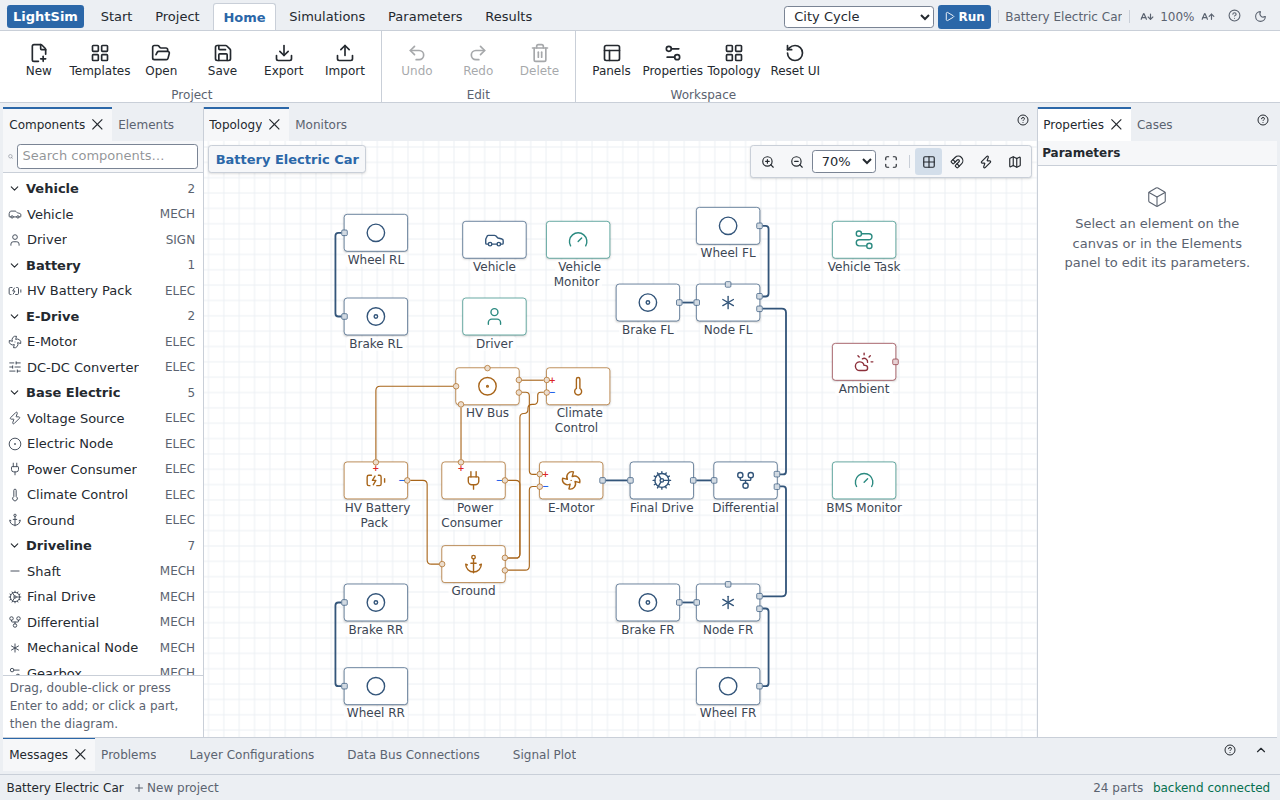 LightSim Start Project Home Simulations Parameters Results City Cycle Run Battery Electric Car 100%
New Templates Open Save Export Import Undo Redo Delete Panels Properties Topology Reset UI
Project Edit Workspace
Components Elements Topology Monitors Properties Cases
Search components…
Battery Electric Car
70%
Parameters
Vehicle 2
Vehicle MECH
Driver SIGN
Battery 1
HV Battery Pack ELEC
E-Drive 2
E-Motor ELEC
DC-DC Converter ELEC
Base Electric 5
Voltage Source ELEC
Electric Node ELEC
Power Consumer ELEC
Climate Control ELEC
Ground ELEC
Driveline 7
Shaft MECH
Final Drive MECH
Differential MECH
Mechanical Node MECH
Gearbox MECH
Drag, double-click or press
Enter to add; or click a part,
then the diagram.
Wheel RL
Vehicle
Vehicle
Monitor
Wheel FL
Vehicle Task
Brake RL
Driver
Brake FL
Node FL
Ambient
HV Bus
Climate
Control
HV Battery
Pack
Power
Consumer
E-Motor
Final Drive
Differential
BMS Monitor
Ground
Brake RR
Brake FR
Node FR
Wheel RR
Wheel FR
Select an element on the
canvas or in the Elements
panel to edit its parameters.
Messages Problems Layer Configurations Data Bus Connections Signal Plot
Battery Electric Car New project 24 parts backend connected